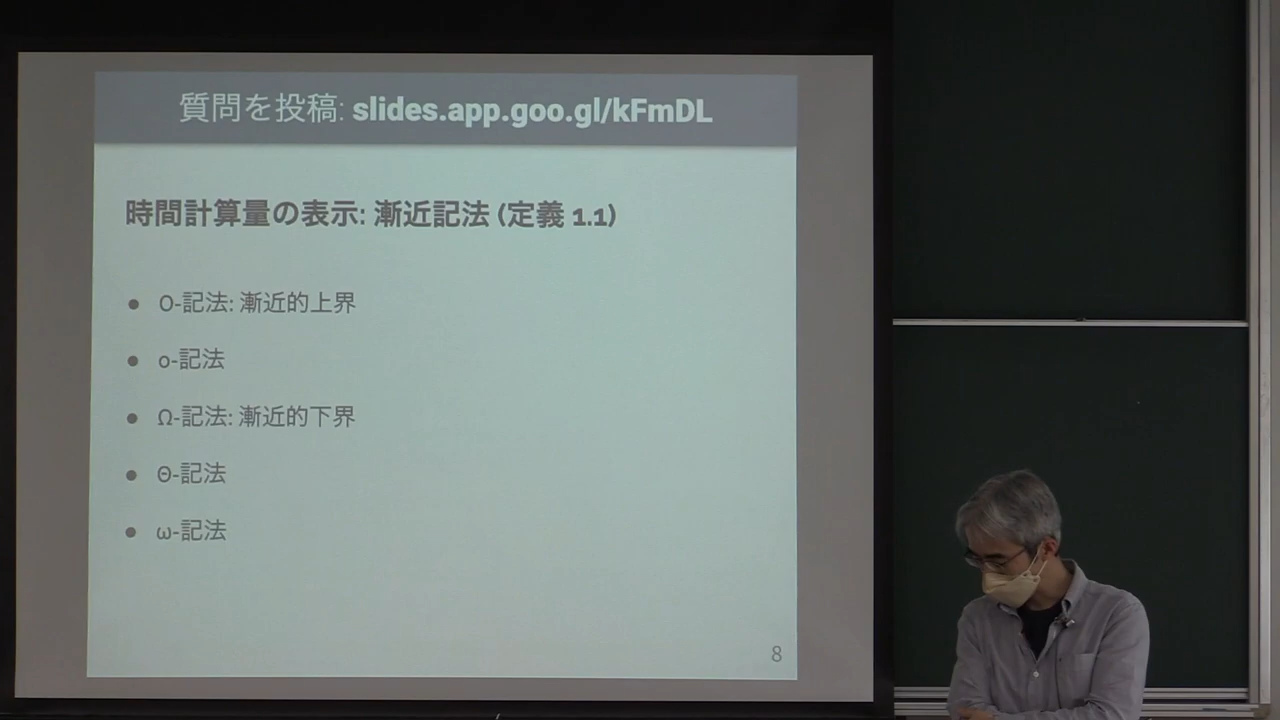 質問を投稿: slides.app.goo.gl/kFmDL
時間計算量の表示: 漸近記法 (定義 1.1)
● O-記法: 漸近的上界
● o-記法
● Ω-記法: 漸近的下界
● Θ-記法
● ω-記法
8